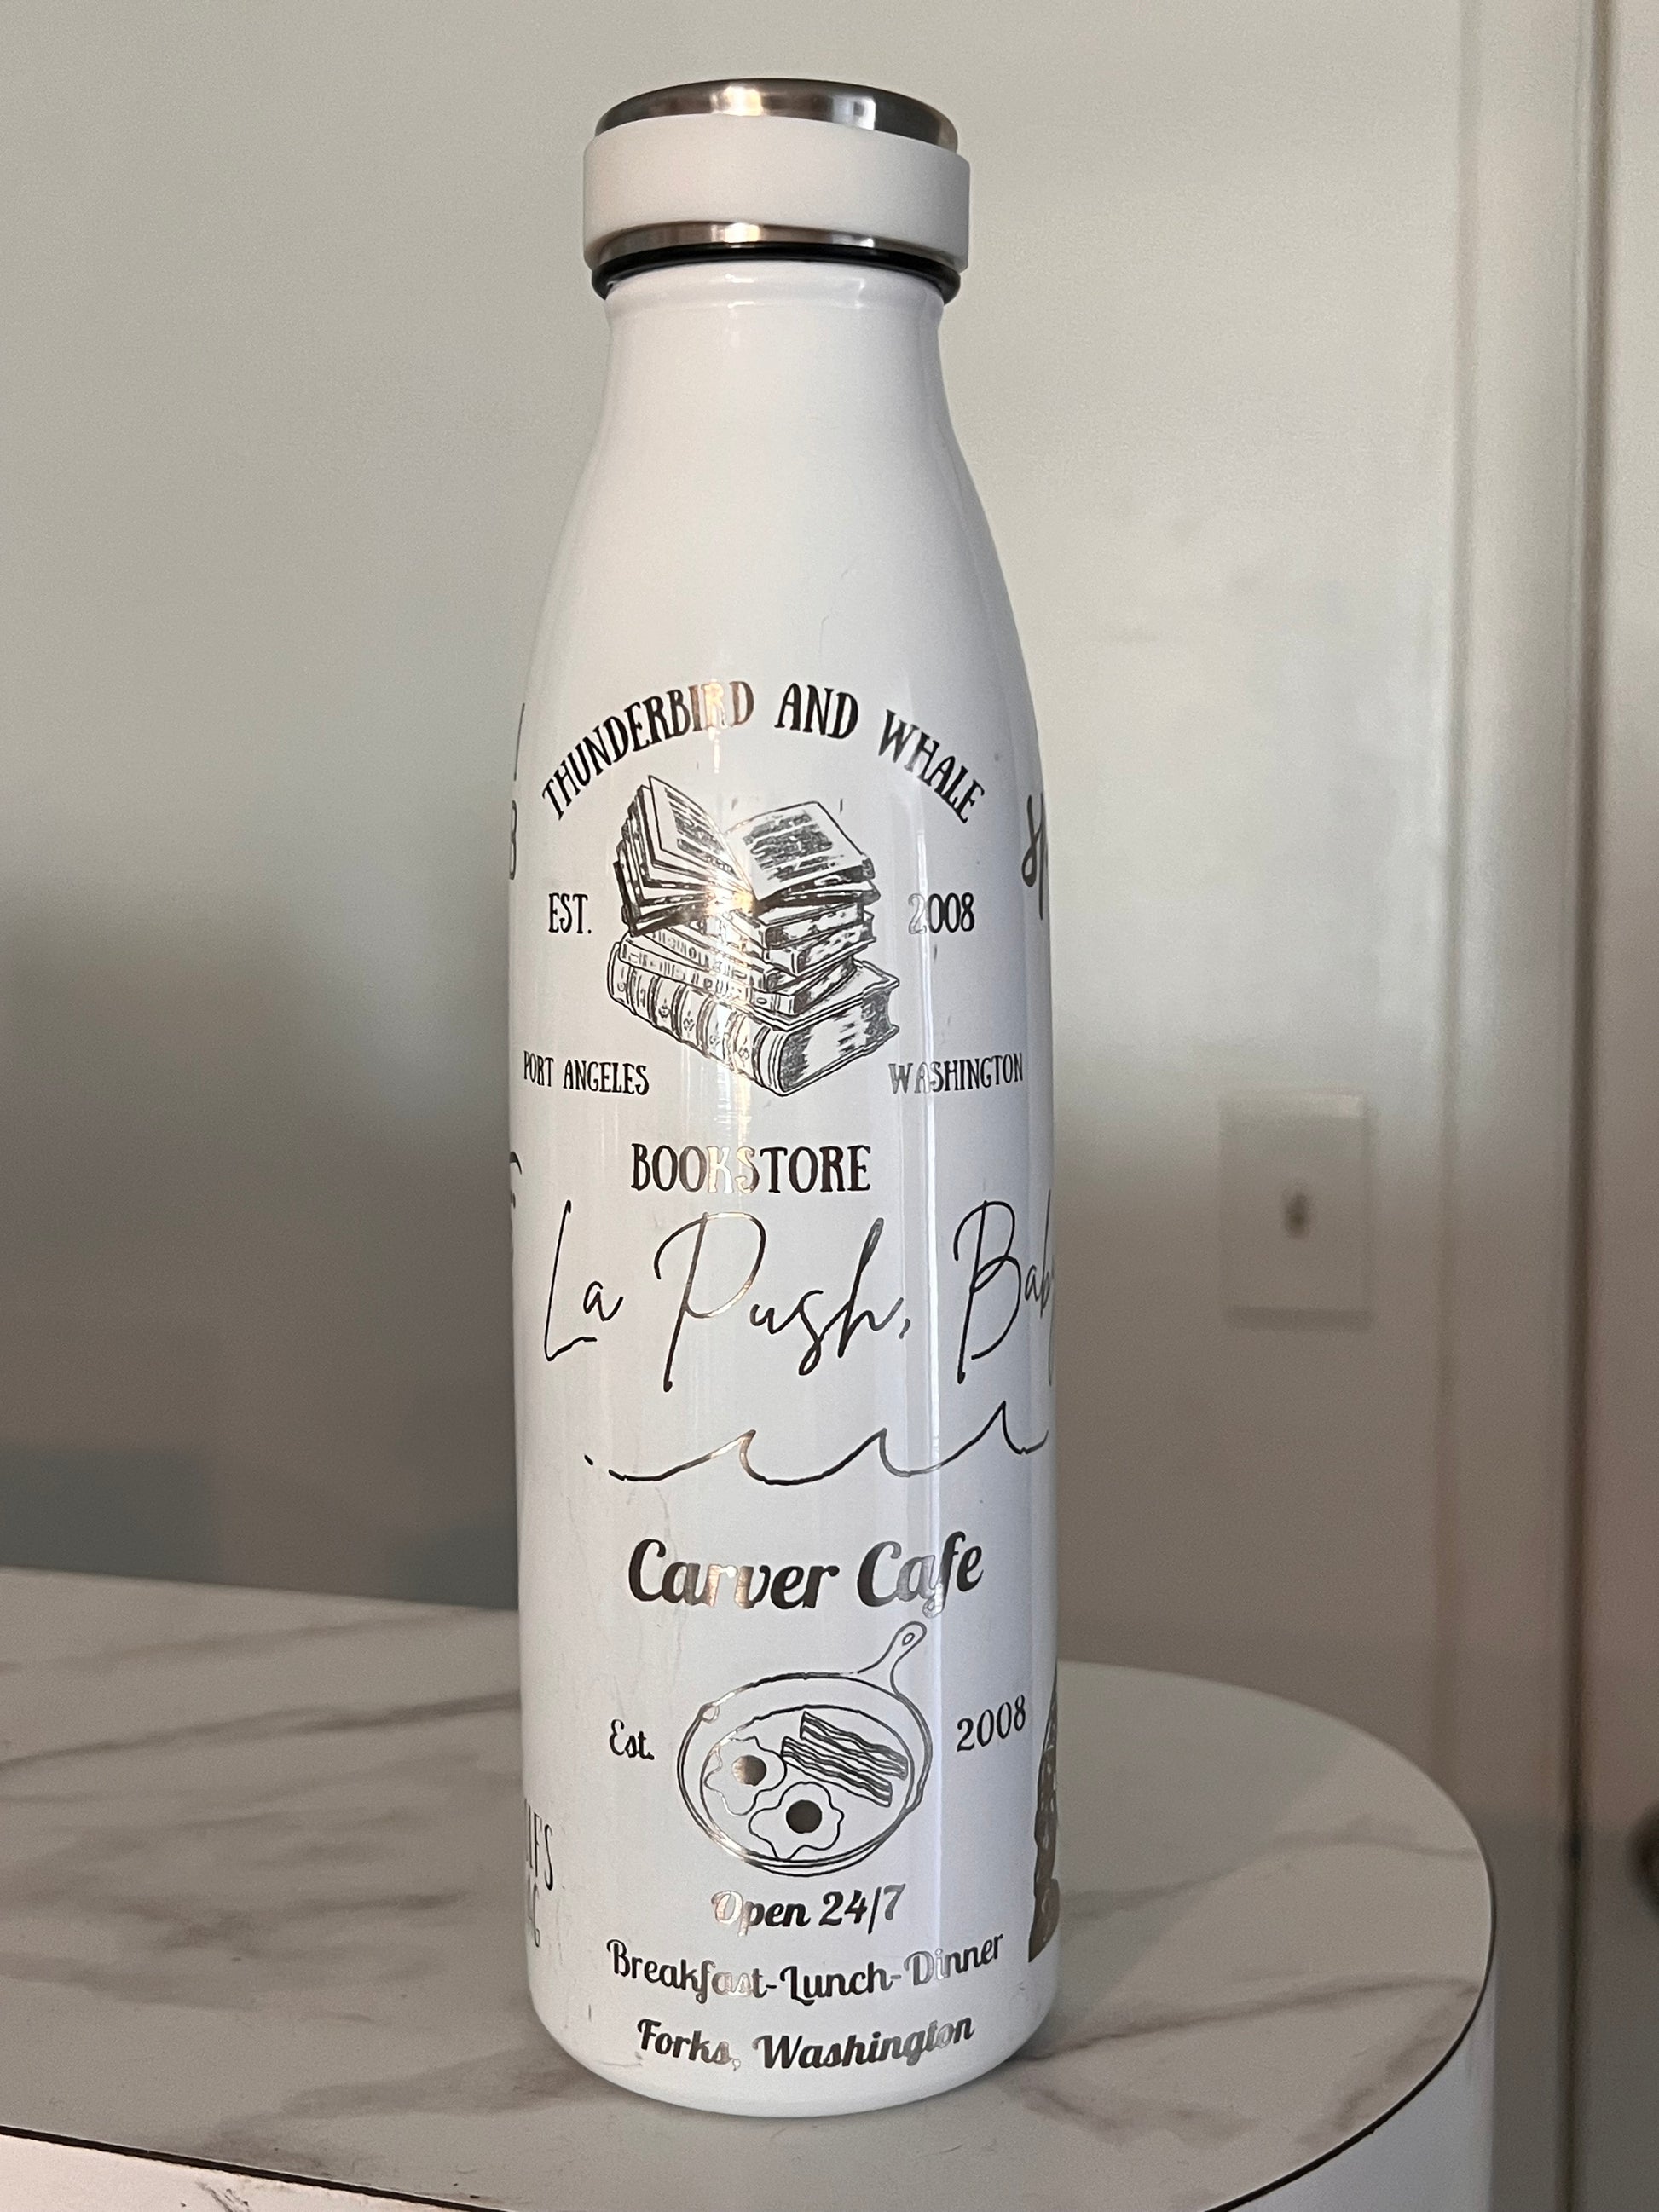 THUNDERBIRD AND WHALE
EST. 2008
PORT ANGELES WASHINGTON
BOOKSTORE
La Push, Baby
Carver Cafe
Est. 2008
Open 24/7
Breakfast-Lunch-Dinner
Forks, Washington